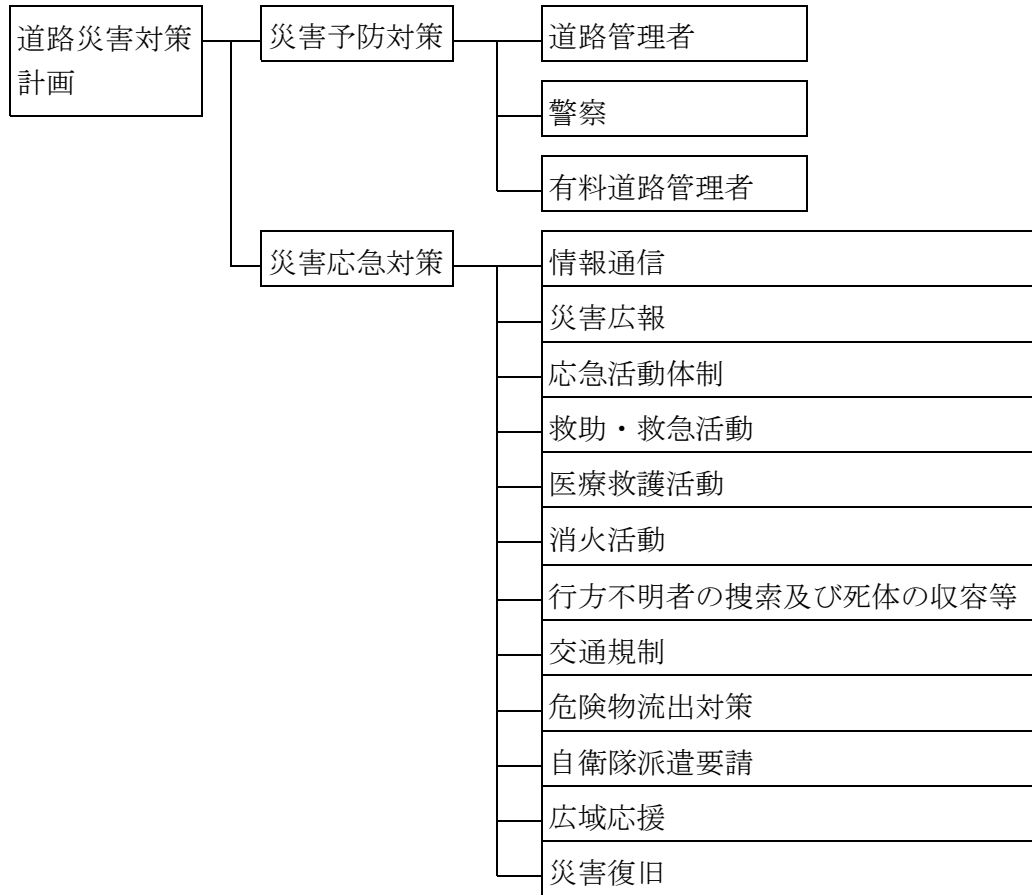 道路災害対策
計画
災害予防対策
道路管理者
警察
有料道路管理者
災害応急対策
情報通信
災害広報
応急活動体制
救助・救急活動
医療救護活動
消火活動
行方不明者の捜索及び死体の収容等
交通規制
危険物流出対策
自衛隊派遣要請
広域応援
災害復旧